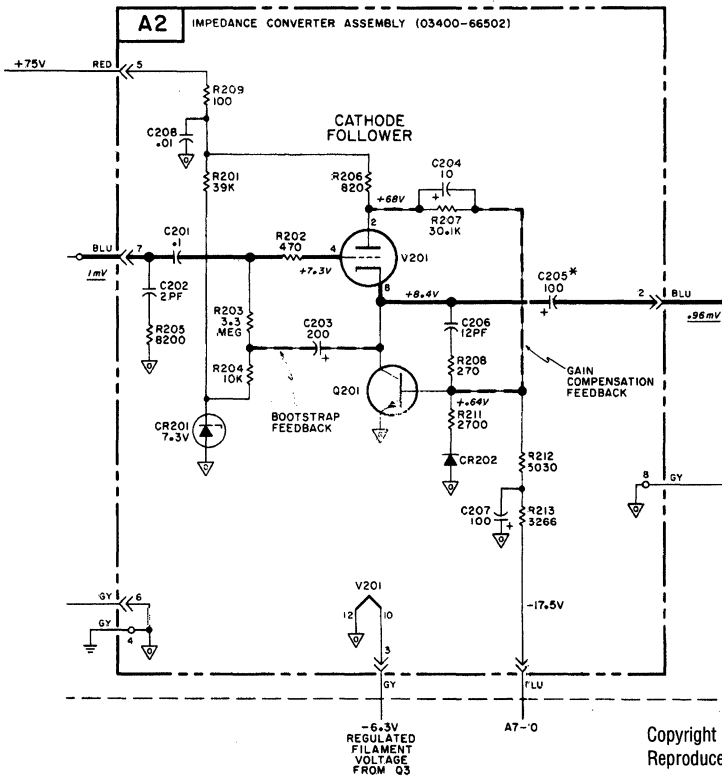 A2 IMPEDANCE CONVERTER ASSEMBLY (03400-66502)
+75V RED 5
R209
100
C208
.01
R201
39K
CATHODE
FOLLOWER
R206
820
+68V
C204
10
+
R207
30.1K
BLU 7
1mV
C201
.1
R202
470
4
2
+7.3V
V201
8
+8.4V
C205*
100
+
2 BLU
.96mV
C202
2PF
R205
8200
R203
3.3
MEG
C203
200
+
C206
12PF
R204
10K
R208
270
Q201
+.64V
GAIN
COMPENSATION
FEEDBACK
BOOTSTRAP
FEEDBACK
CR201
7.3V
R211
2700
CR202
R212
3030
8 GY
C207
100
+
R213
3266
GY 6
GY 4
V201
12 10
-17.5V
3
GY
-6.3V
REGULATED
FILAMENT
VOLTAGE
FROM Q3
A7-
Copyright
Reproduce